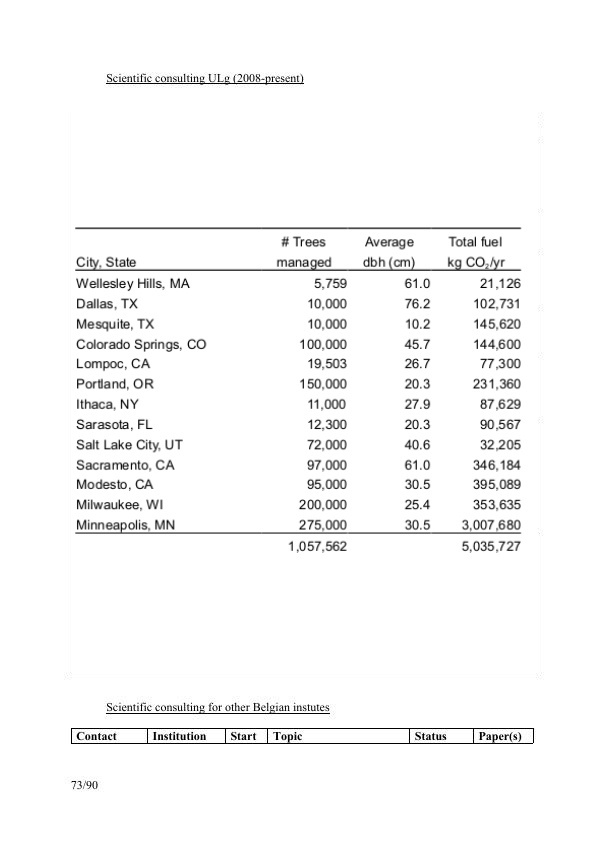 Scientific consulting ULg (2008-present)
# Trees Average Total fuel
City, State managed dbh (cm) kg CO₂/yr
Wellesley Hills, MA 5,759 61.0 21,126
Dallas, TX 10,000 76.2 102,731
Mesquite, TX 10,000 10.2 145,620
Colorado Springs, CO 100,000 45.7 144,600
Lompoc, CA 19,503 26.7 77,300
Portland, OR 150,000 20.3 231,360
Ithaca, NY 11,000 27.9 87,629
Sarasota, FL 12,300 20.3 90,567
Salt Lake City, UT 72,000 40.6 32,205
Sacramento, CA 97,000 61.0 346,184
Modesto, CA 95,000 30.5 395,089
Milwaukee, WI 200,000 25.4 353,635
Minneapolis, MN 275,000 30.5 3,007,680
1,057,562 5,035,727
Scientific consulting for other Belgian instutes
Contact Institution Start Topic Status Paper(s)
73/90